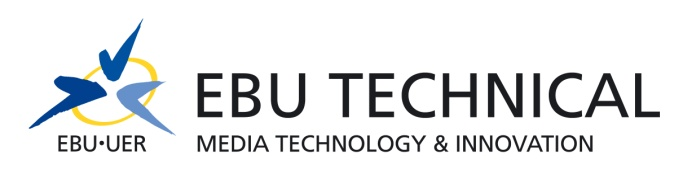 EBU TECHNICAL
EBU•UER
MEDIA TECHNOLOGY & INNOVATION